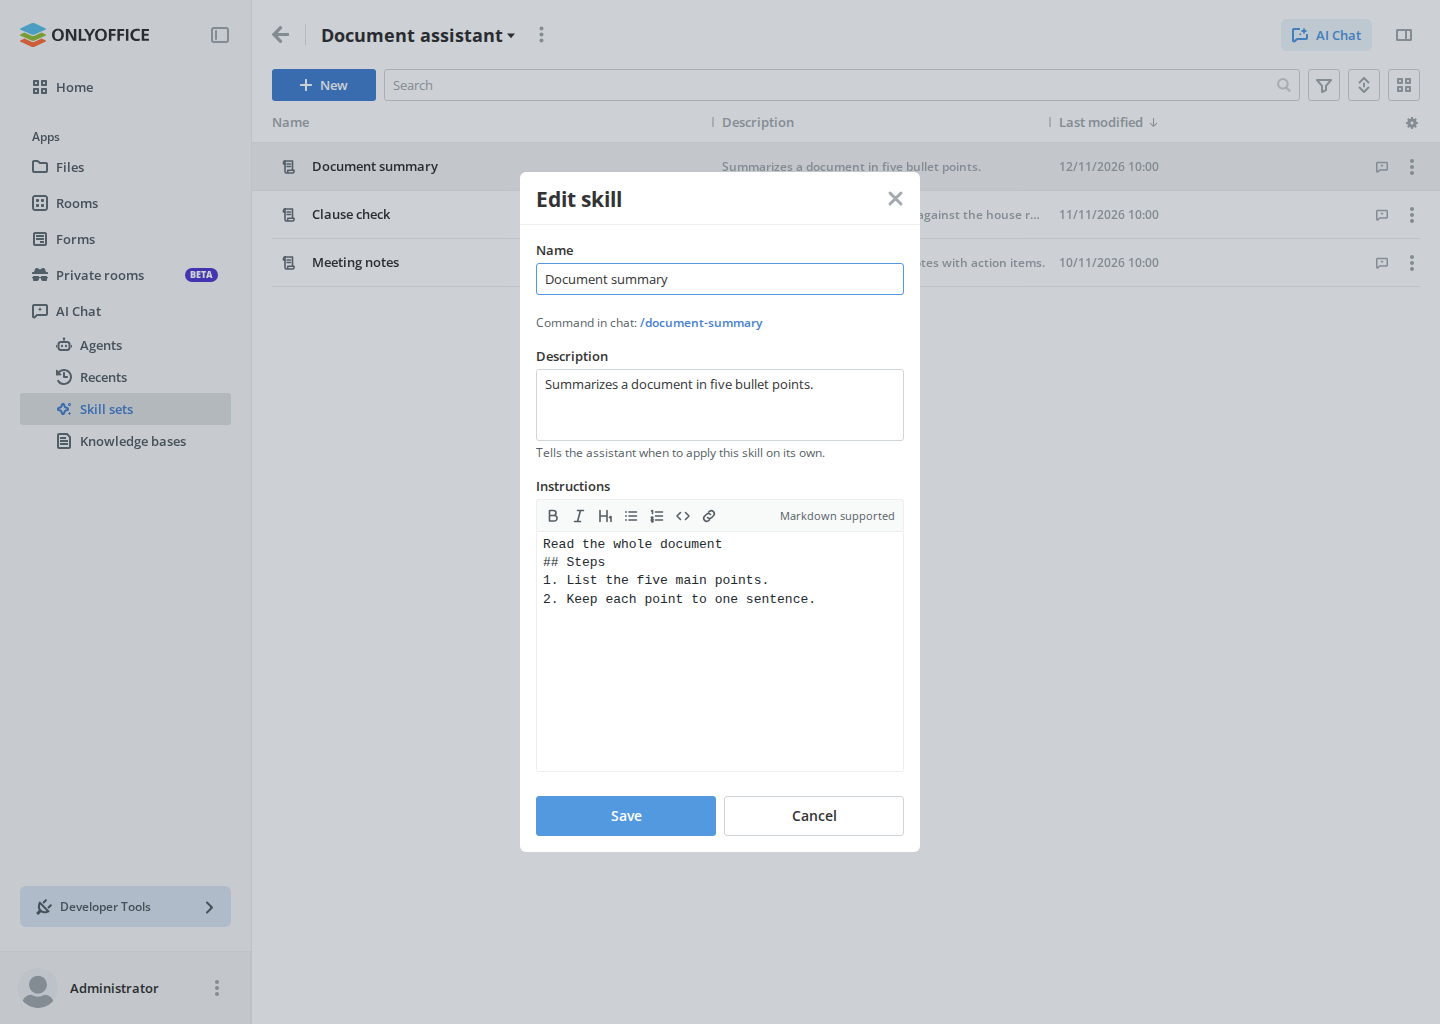 ONLYOFFICE
Home
Apps
Files
Rooms
Forms
Private rooms
BETA
AI Chat
Agents
Recents
Skill sets
Knowledge bases
Developer Tools
Administrator
Document assistant
AI Chat
New
Search
Name
Description
Last modified
Document summary
Summarizes a document in five bullet points.
12/11/2026 10:00
Clause check
against the house r...
11/11/2026 10:00
Meeting notes
with action items.
10/11/2026 10:00
Edit skill
Name
Document summary
Command in chat: /document-summary
Description
Summarizes a document in five bullet points.
Tells the assistant when to apply this skill on its own.
Instructions
Markdown supported
Read the whole document
## Steps
1. List the five main points.
2. Keep each point to one sentence.
Save
Cancel